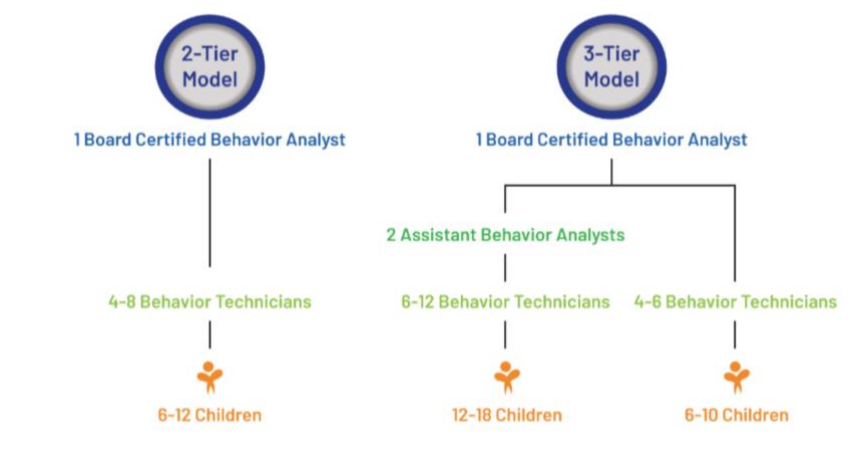 2-Tier
Model
1 Board Certified Behavior Analyst
4-8 Behavior Technicians
6-12 Children
3-Tier
Model
1 Board Certified Behavior Analyst
2 Assistant Behavior Analysts
6-12 Behavior Technicians
12-18 Children
4-6 Behavior Technicians
6-10 Children